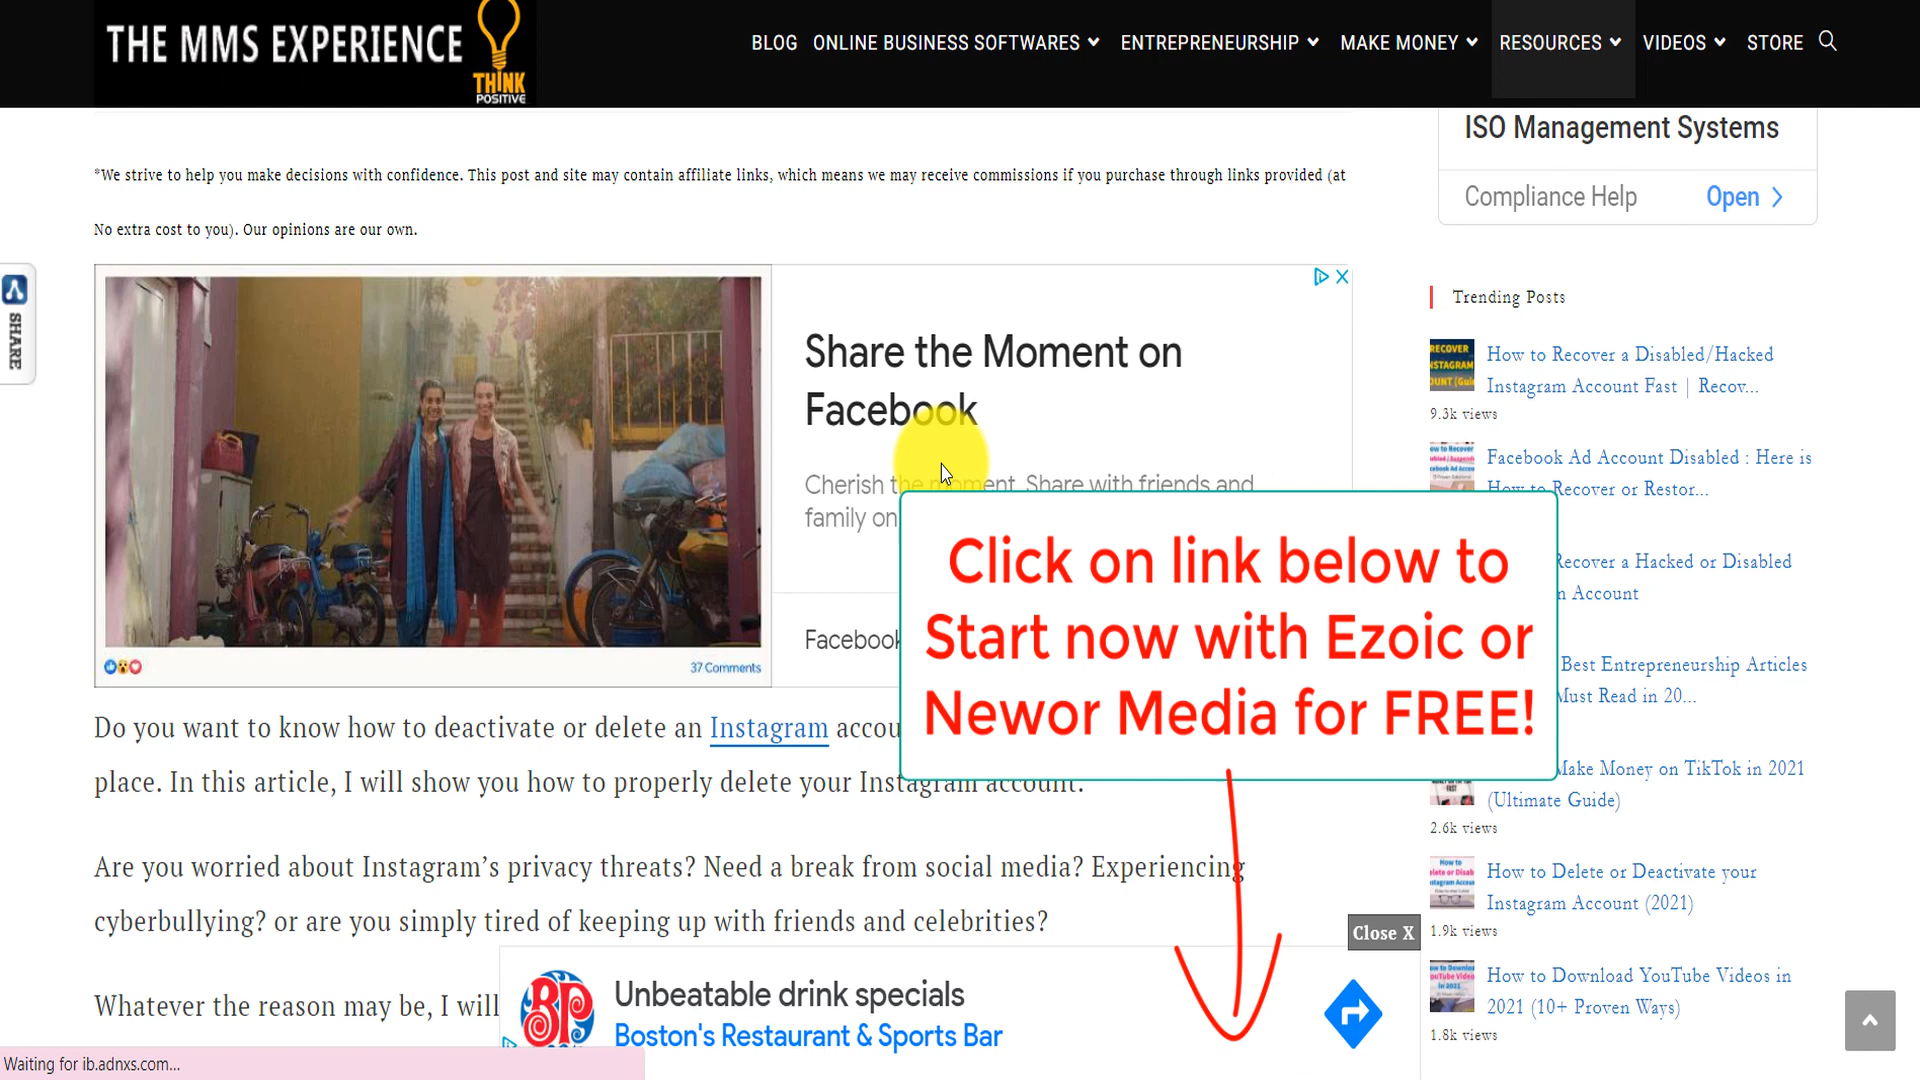 THE MMS EXPERIENCE
THINK
POSITIVE
BLOG
ONLINE BUSINESS SOFTWARES
ENTREPRENEURSHIP
MAKE MONEY
RESOURCES
VIDEOS
STORE
*We strive to help you make decisions with confidence. This post and site may contain affiliate links, which means we may receive commissions if you purchase through links provided (at
No extra cost to you). Our opinions are our own.
SHARE
37 Comments
Share the Moment on
Facebook
Cherish the moment. Share with friends and
family on
Facebook
Click on link below to
Start now with Ezoic or
Newor Media for FREE!
Do you want to know how to deactivate or delete an Instagram
place. In this article, I will show you how to properly delete your Instagram account.
Are you worried about Instagram’s privacy threats? Need a break from social media? Experiencing
cyberbullying? or are you simply tired of keeping up with friends and celebrities?
Whatever the reason may be, I will
Close X
BP
Unbeatable drink specials
Boston's Restaurant & Sports Bar
Waiting for ib.adnxs.com...
ISO Management Systems
Compliance Help
Open
Trending Posts
RECOVER
How to Recover a Disabled/Hacked
Instagram Account Fast | Recov...
9.3k views
Facebook Ad Account Disabled : Here is
How to Recover or Restor...
Recover a Hacked or Disabled
Account
Best Entrepreneurship Articles
Must Read in 20...
Make Money on TikTok in 2021
(Ultimate Guide)
2.6k views
How to Delete or Deactivate your
Instagram Account (2021)
1.9k views
How to Download YouTube Videos in
2021 (10+ Proven Ways)
1.8k views